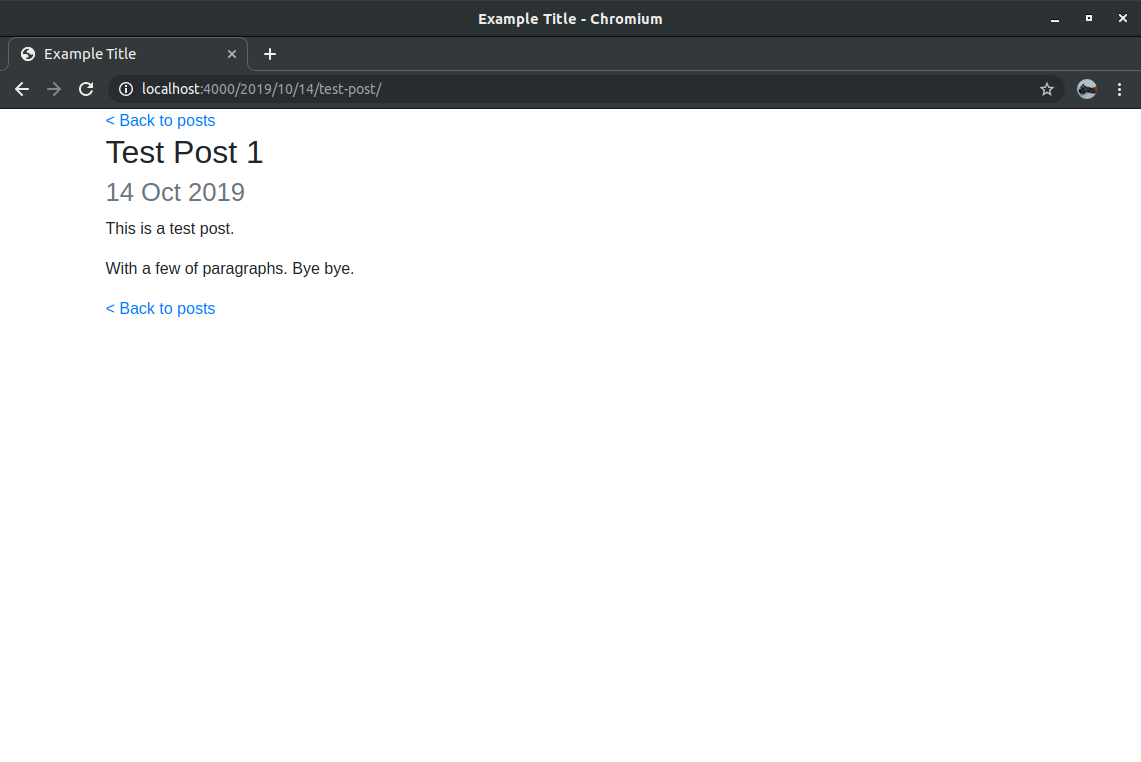 Example Title - Chromium
Example Title
localhost:4000/2019/10/14/test-post/
< Back to posts
Test Post 1
14 Oct 2019
This is a test post.
With a few of paragraphs. Bye bye.
< Back to posts